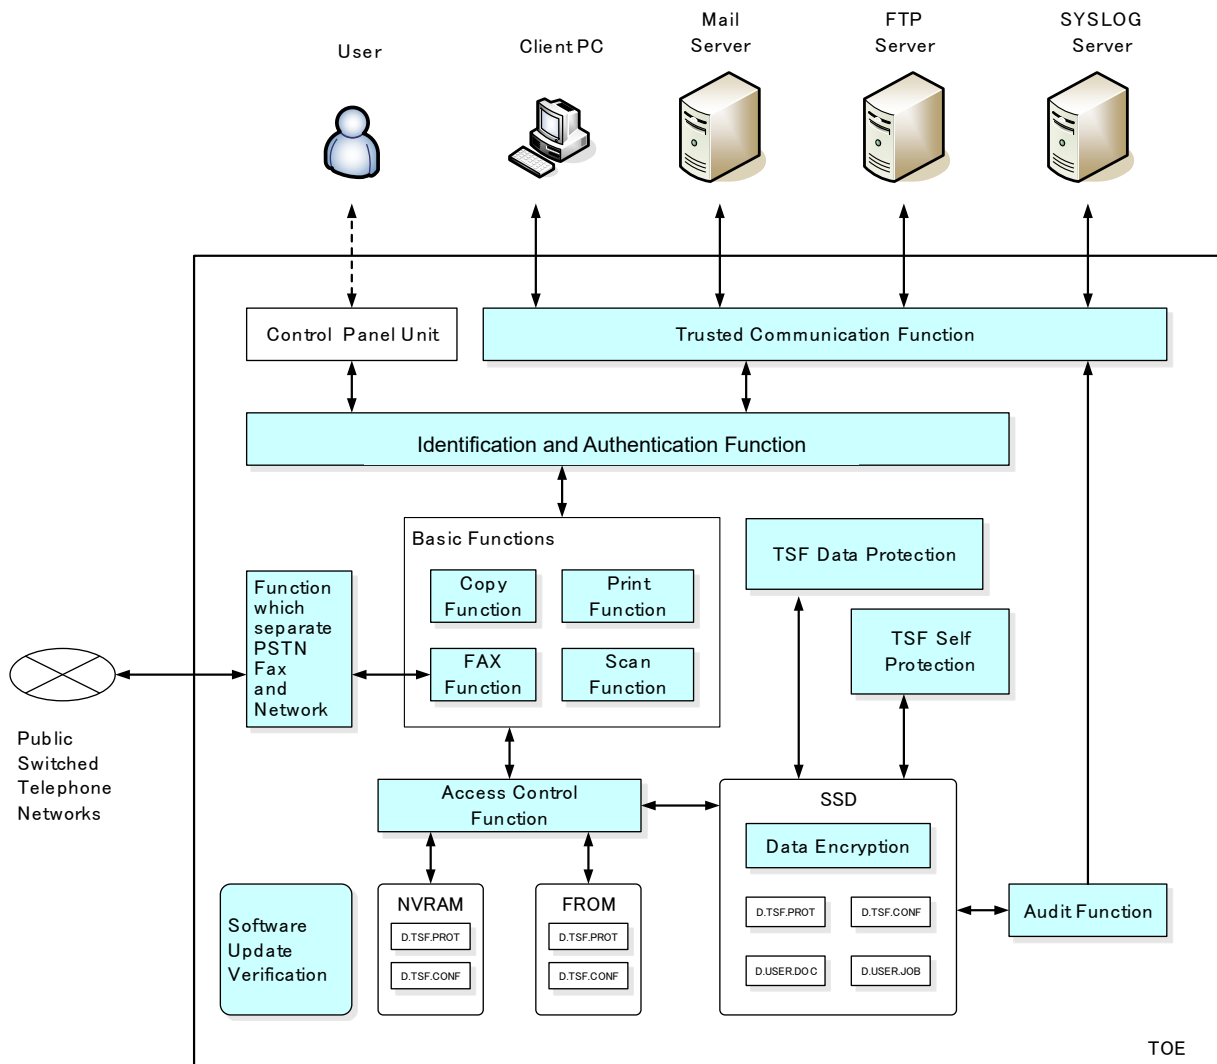 User
Client PC
Mail
Server
FTP
Server
SYSLOG
Server
Control Panel Unit
Trusted Communication Function
Identification and Authentication Function
Basic Functions
Copy
Function
Print
Function
FAX
Function
Scan
Function
Function
which
separate
PSTN
Fax
and
Network
Public
Switched
Telephone
Networks
TSF Data Protection
TSF Self
Protection
Access Control
Function
SSD
Data Encryption
D.TSF.PROT
D.TSF.CONF
D.USER.DOC
D.USER.JOB
Audit Function
Software
Update
Verification
NVRAM
D.TSF.PROT
D.TSF.CONF
FROM
D.TSF.PROT
D.TSF.CONF
TOE